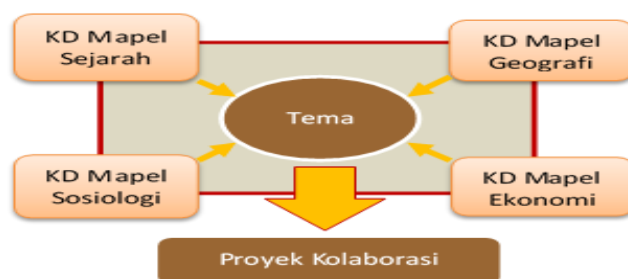 KD Mapel
Sejarah
KD Mapel
Geografi
Tema
KD Mapel
Sosiologi
KD Mapel
Ekonomi
Proyek Kolaborasi